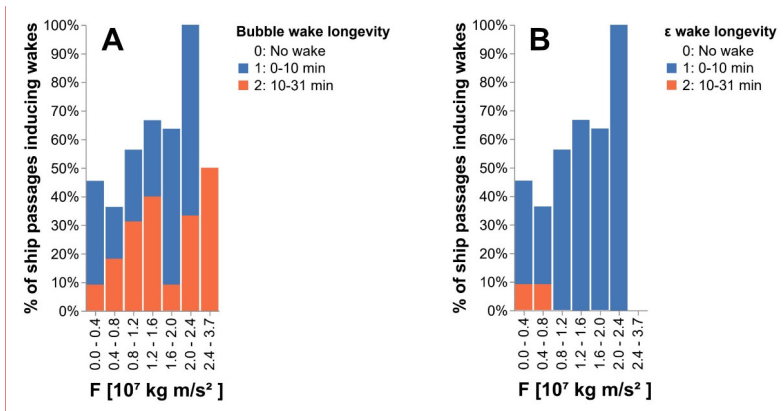 A
% of ship passages inducing wakes
100%
90%
80%
70%
60%
50%
40%
30%
20%
10%
0%
0.0 - 0.4
0.4 - 0.8
0.8 - 1.2
1.2 - 1.6
1.6 - 2.0
2.0 - 2.4
2.4 - 3.7
F [10⁷ kg m/s² ]
Bubble wake longevity
0: No wake
1: 0-10 min
2: 10-31 min
B
% of ship passages inducing wakes
100%
90%
80%
70%
60%
50%
40%
30%
20%
10%
0%
0.0 - 0.4
0.4 - 0.8
0.8 - 1.2
1.2 - 1.6
1.6 - 2.0
2.0 - 2.4
2.4 - 3.7
F [10⁷ kg m/s² ]
ε wake longevity
0: No wake
1: 0-10 min
2: 10-31 min